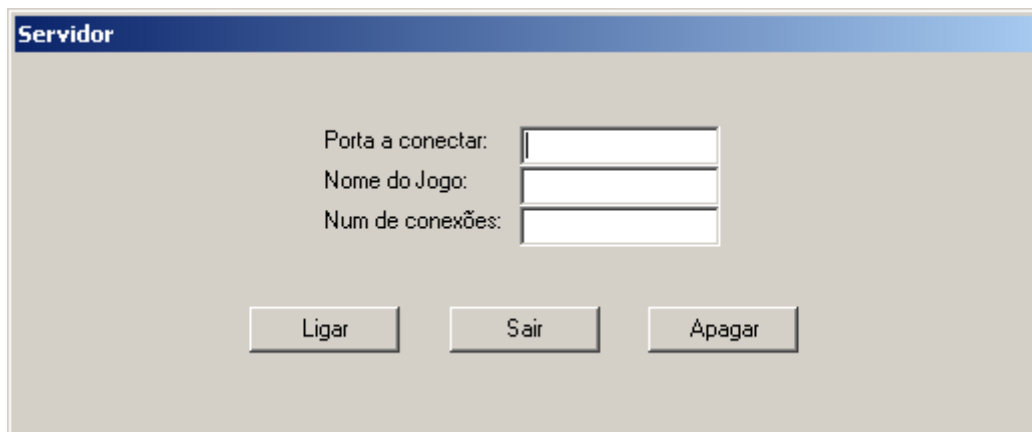 Servidor
Porta a conectar:
Nome do Jogo:
Num de conexões:
Ligar Sair Apagar